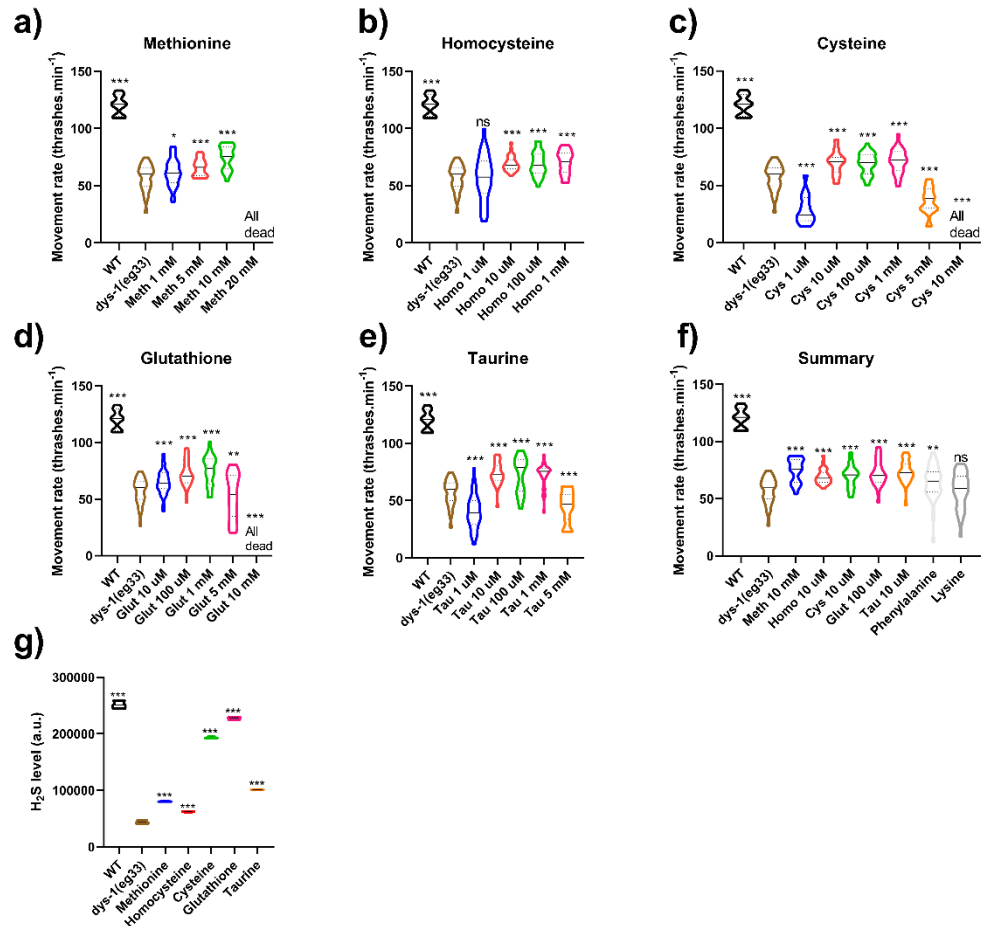 a)
Methionine
Movement rate (thrashes.min-1)
150
100
50
0
***
*
***
***
All
dead
WT
dys-1(eg33)
Meth 1 mM
Meth 5 mM
Meth 10 mM
Meth 20 mM
b)
Homocysteine
Movement rate (thrashes.min-1)
150
100
50
0
***
ns
***
***
***
WT
dys-1(eg33)
Homo 1 uM
Homo 10 uM
Homo 100 uM
Homo 1 mM
c)
Cysteine
Movement rate (thrashes.min-1)
150
100
50
0
***
***
***
***
***
***
***
All
dead
WT
dys-1(eg33)
Cys 1 uM
Cys 10 uM
Cys 100 uM
Cys 1 mM
Cys 5 mM
Cys 10 mM
d)
Glutathione
Movement rate (thrashes.min-1)
150
100
50
0
***
***
***
***
**
All
dead
***
WT
dys-1(eg33)
Glut 10 uM
Glut 100 uM
Glut 1 mM
Glut 5 mM
Glut 10 mM
e)
Taurine
Movement rate (thrashes.min-1)
150
100
50
0
***
***
***
***
***
***
WT
dys-1(eg33)
Tau 1 uM
Tau 10 uM
Tau 100 uM
Tau 1 mM
Tau 5 mM
f)
Summary
Movement rate (thrashes.min-1)
150
100
50
0
***
***
***
***
***
***
**
ns
WT
dys-1(eg33)
Meth 10 mM
Homo 10 uM
Cys 10 uM
Glut 100 uM
Tau 10 uM
Phenylalanine
Lysine
g)
H2S level (a.u.)
300000
200000
100000
0
***
***
***
***
***
***
WT
dys-1(eg33)
Methionine
Homocysteine
Cysteine
Glutathione
Taurine